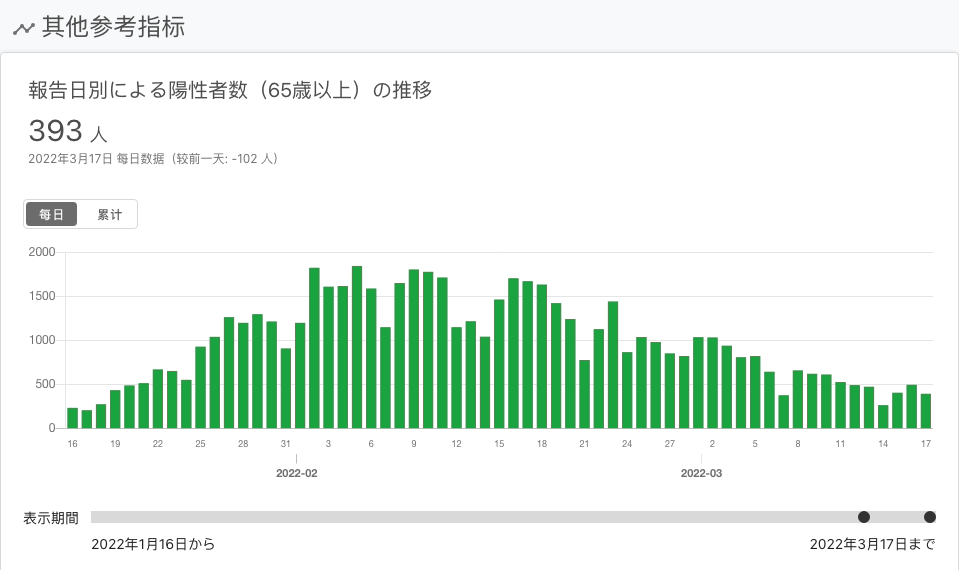 其他参考指标
報告日別による陽性者数（65歳以上）の推移
393 人
2022年3月17日 每日数据（较前一天: -102 人）
每日 累计
2000
1500
1000
500
0
16 19 22 25 28 31 3 6 9 12 15 18 21 24 27 2 5 8 11 14 17
2022-02 2022-03
表示期間
2022年1月16日から 2022年3月17日まで